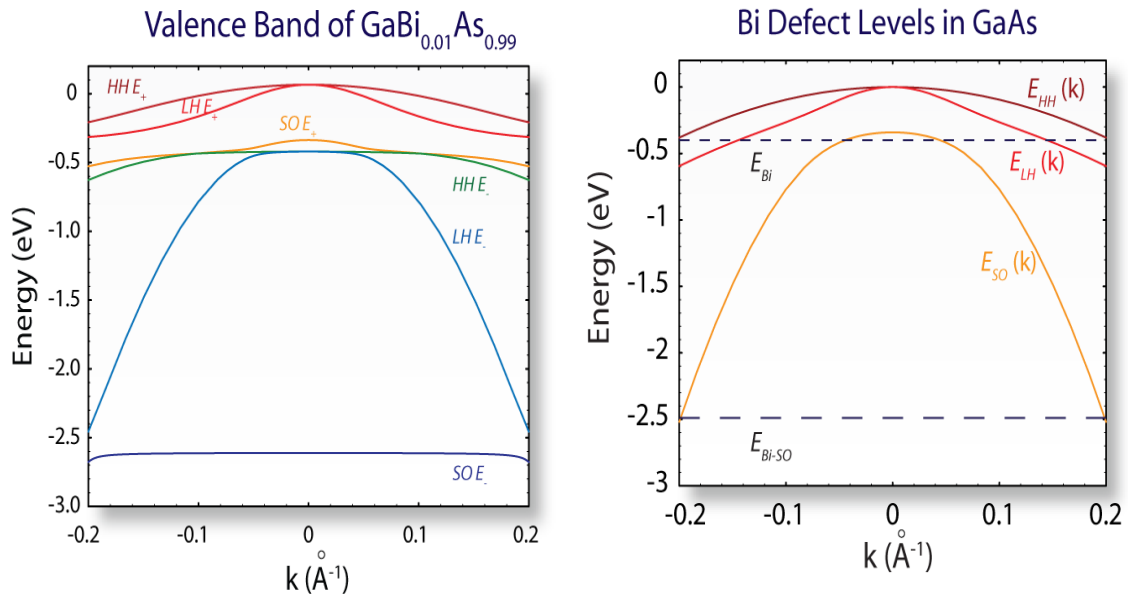 Valence Band of GaBi0.01As0.99
HH E+
LH E+
SO E+
HH E-
LH E-
SO E-
0
-0.5
-1.0
-1.5
-2.0
-2.5
-3.0
Energy (eV)
-0.2
-0.1
0
0.1
0.2
k (Å-1)
Bi Defect Levels in GaAs
EHH (k)
EBi
ELH (k)
ESO (k)
EBi-SO
0
-0.5
-1
-1.5
-2
-2.5
-3
Energy (eV)
-0.2
-0.1
0
0.1
0.2
k (Å-1)